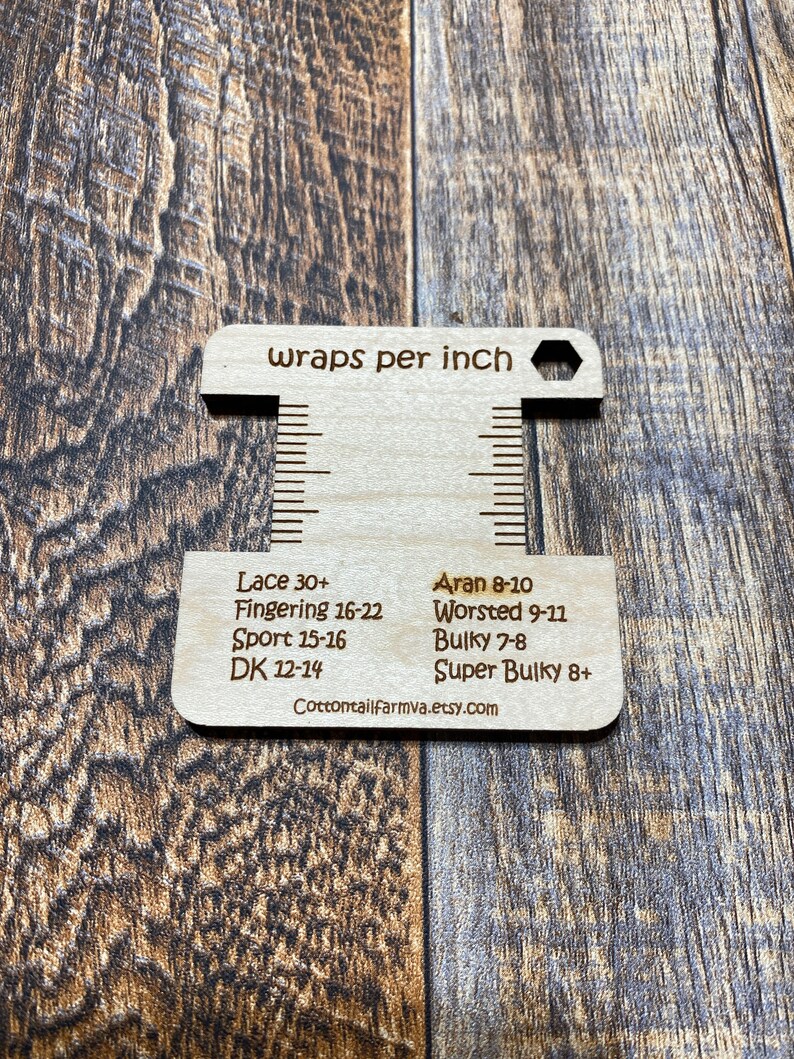 wraps per inch
Lace 30+
Fingering 16-22
Sport 15-16
DK 12-14
Aran 8-10
Worsted 9-11
Bulky 7-8
Super Bulky 8+
Cottontailfarmva.etsy.com